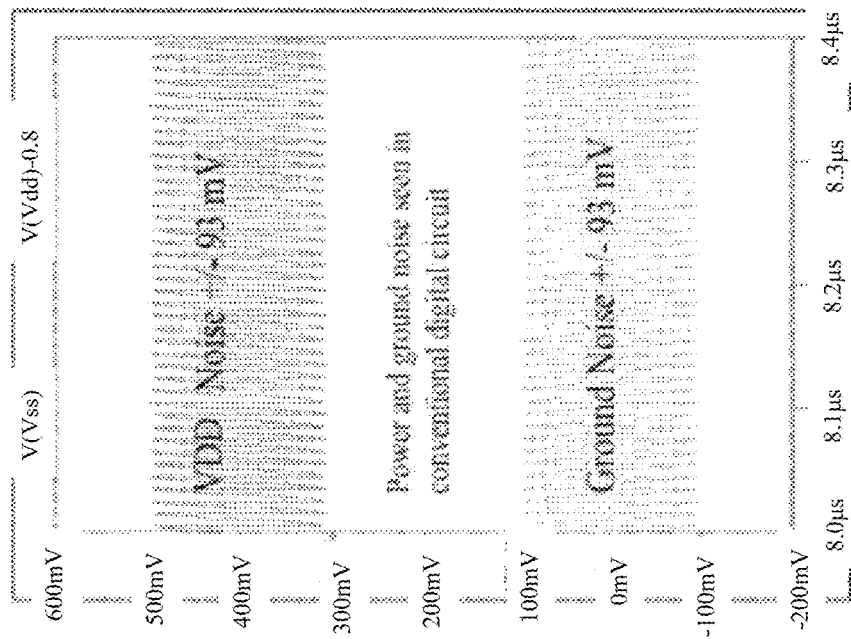 V(Vss)
V(Vdd)-0.8
600mV
500mV
400mV
300mV
200mV
100mV
0mV
-100mV
-200mV
VDD Noise +/- 93 mV
Power and ground noise seen in
conventional digital circuit
Ground Noise +/- 93 mV
8.0µs
8.1µs
8.2µs
8.3µs
8.4µs